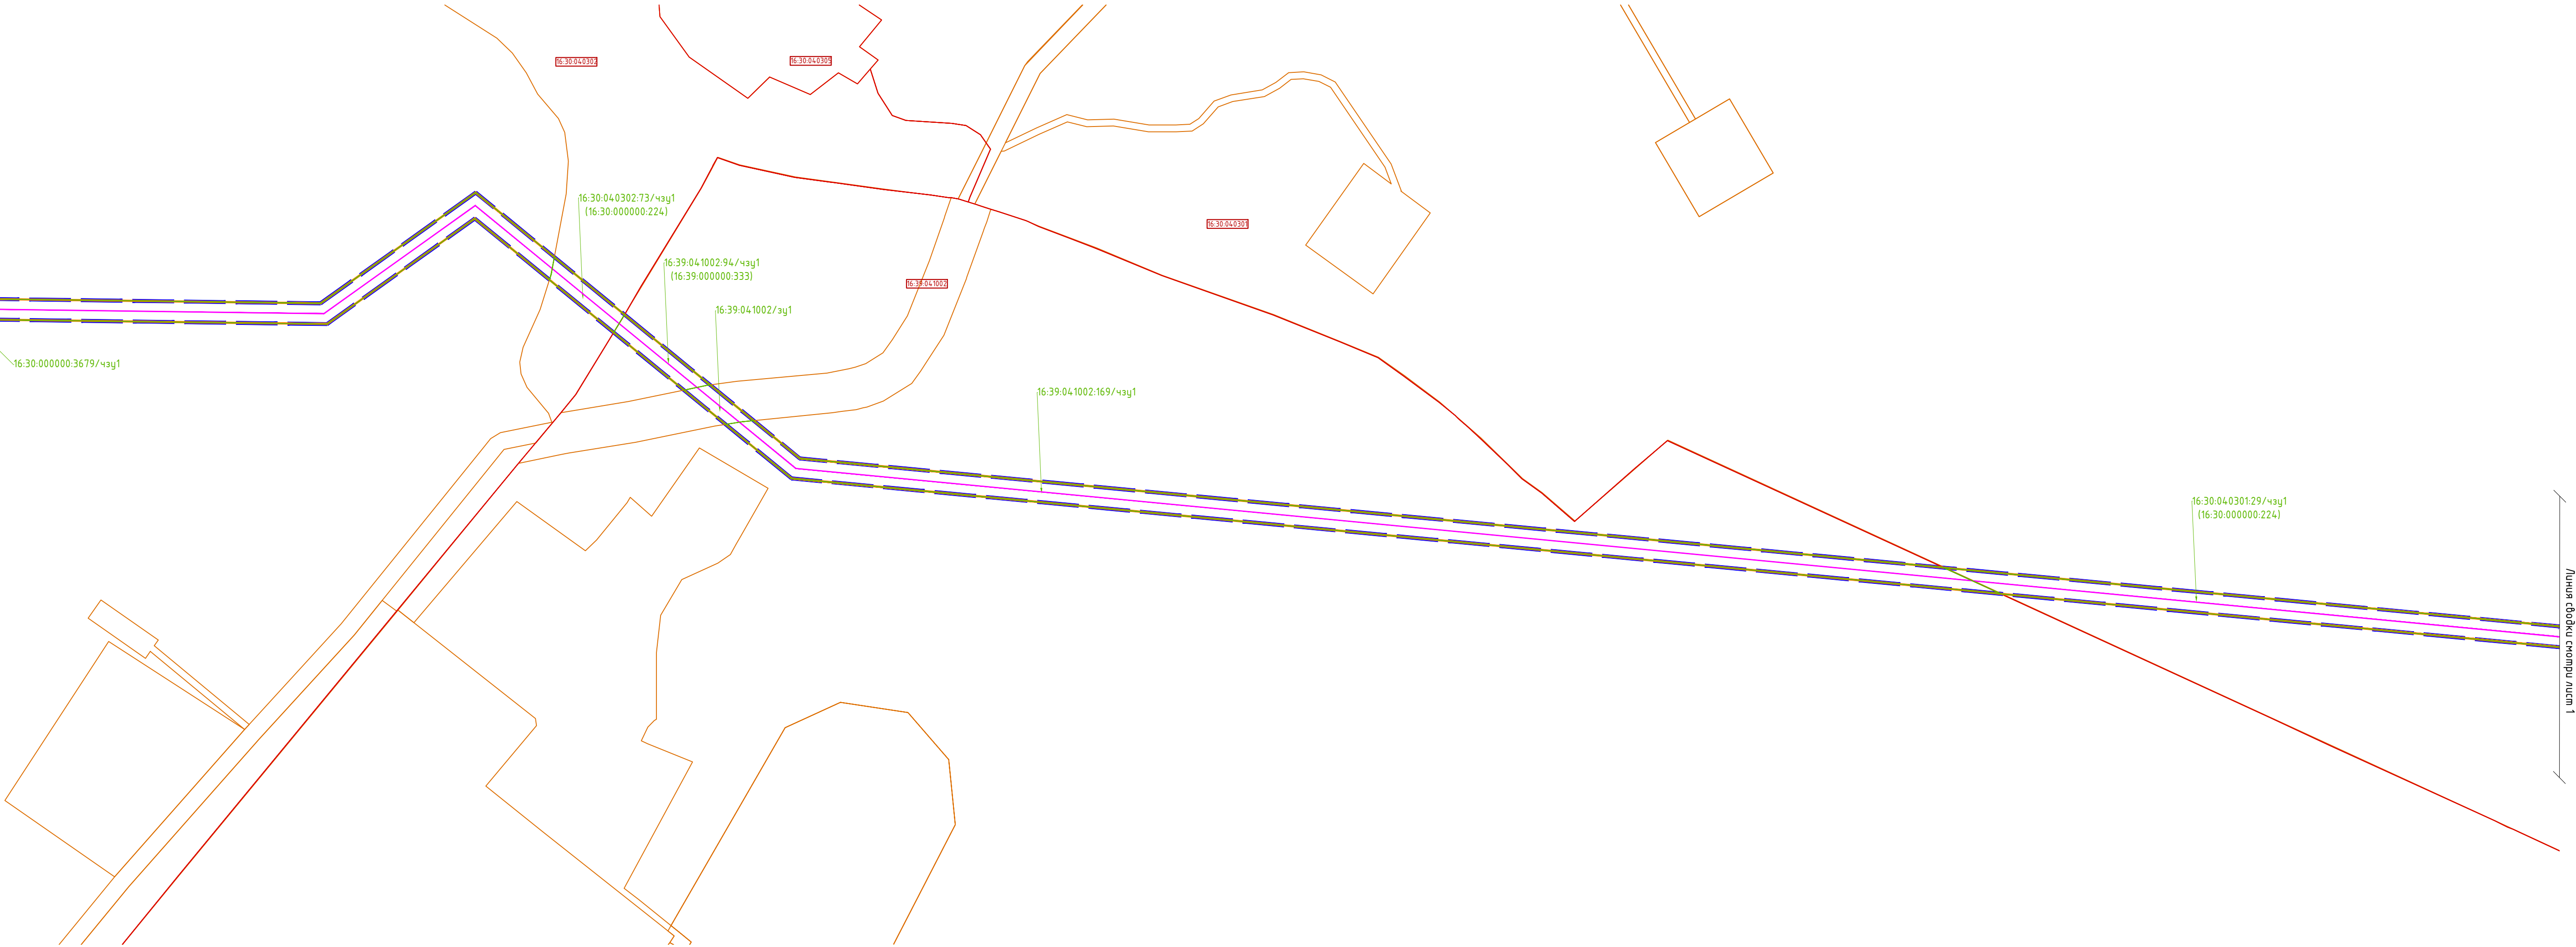 16:30:040302
16:30:040305
16:30:040302:73/чзу1
(16:30:000000:224)
16:30:040301
16:39:041002:94/чзу1
(16:39:000000:333)
16:39:041002
16:39:041002/зу1
16:30:000000:3679/чзу1
16:39:041002:169/чзу1
16:30:040301:29/чзу1
(16:30:000000:224)
Линия сводки смотри лист 1